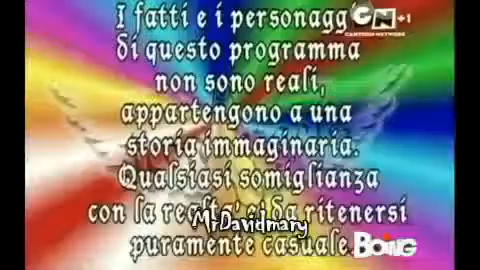 I fatti e i personagg
CN +1
CARTOON NETWORK
di questo programma
non sono reali,
appartengono a una
storia immaginaria.
Qualsiasi somiglianza
con la realtà da ritenersi
MrDavidmary
puramente casuale.
BOING